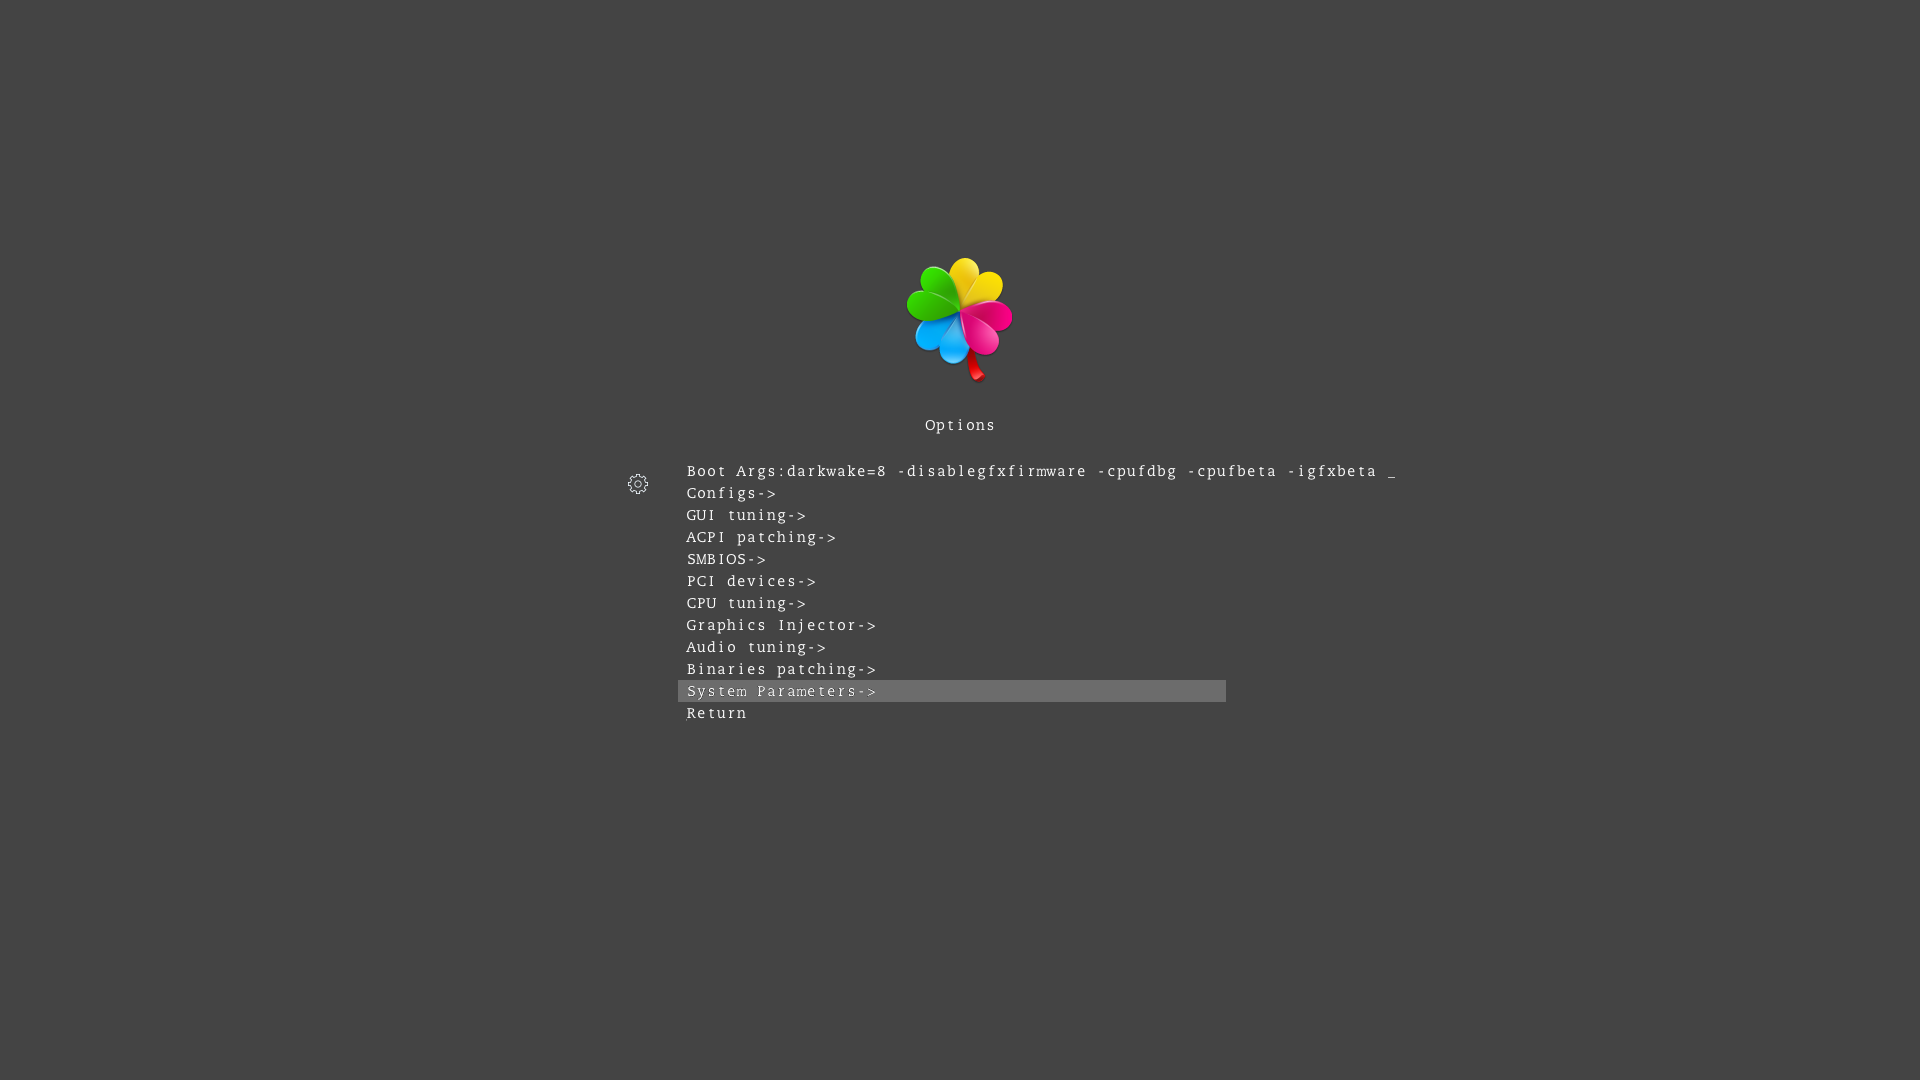 Options
Boot Args:darkwake=8 -disablegfxfirmware -cpufdbg -cpufbeta -igfxbeta _
Configs->
GUI tuning->
ACPI patching->
SMBIOS->
PCI devices->
CPU tuning->
Graphics Injector->
Audio tuning->
Binaries patching->
System Parameters->
Return